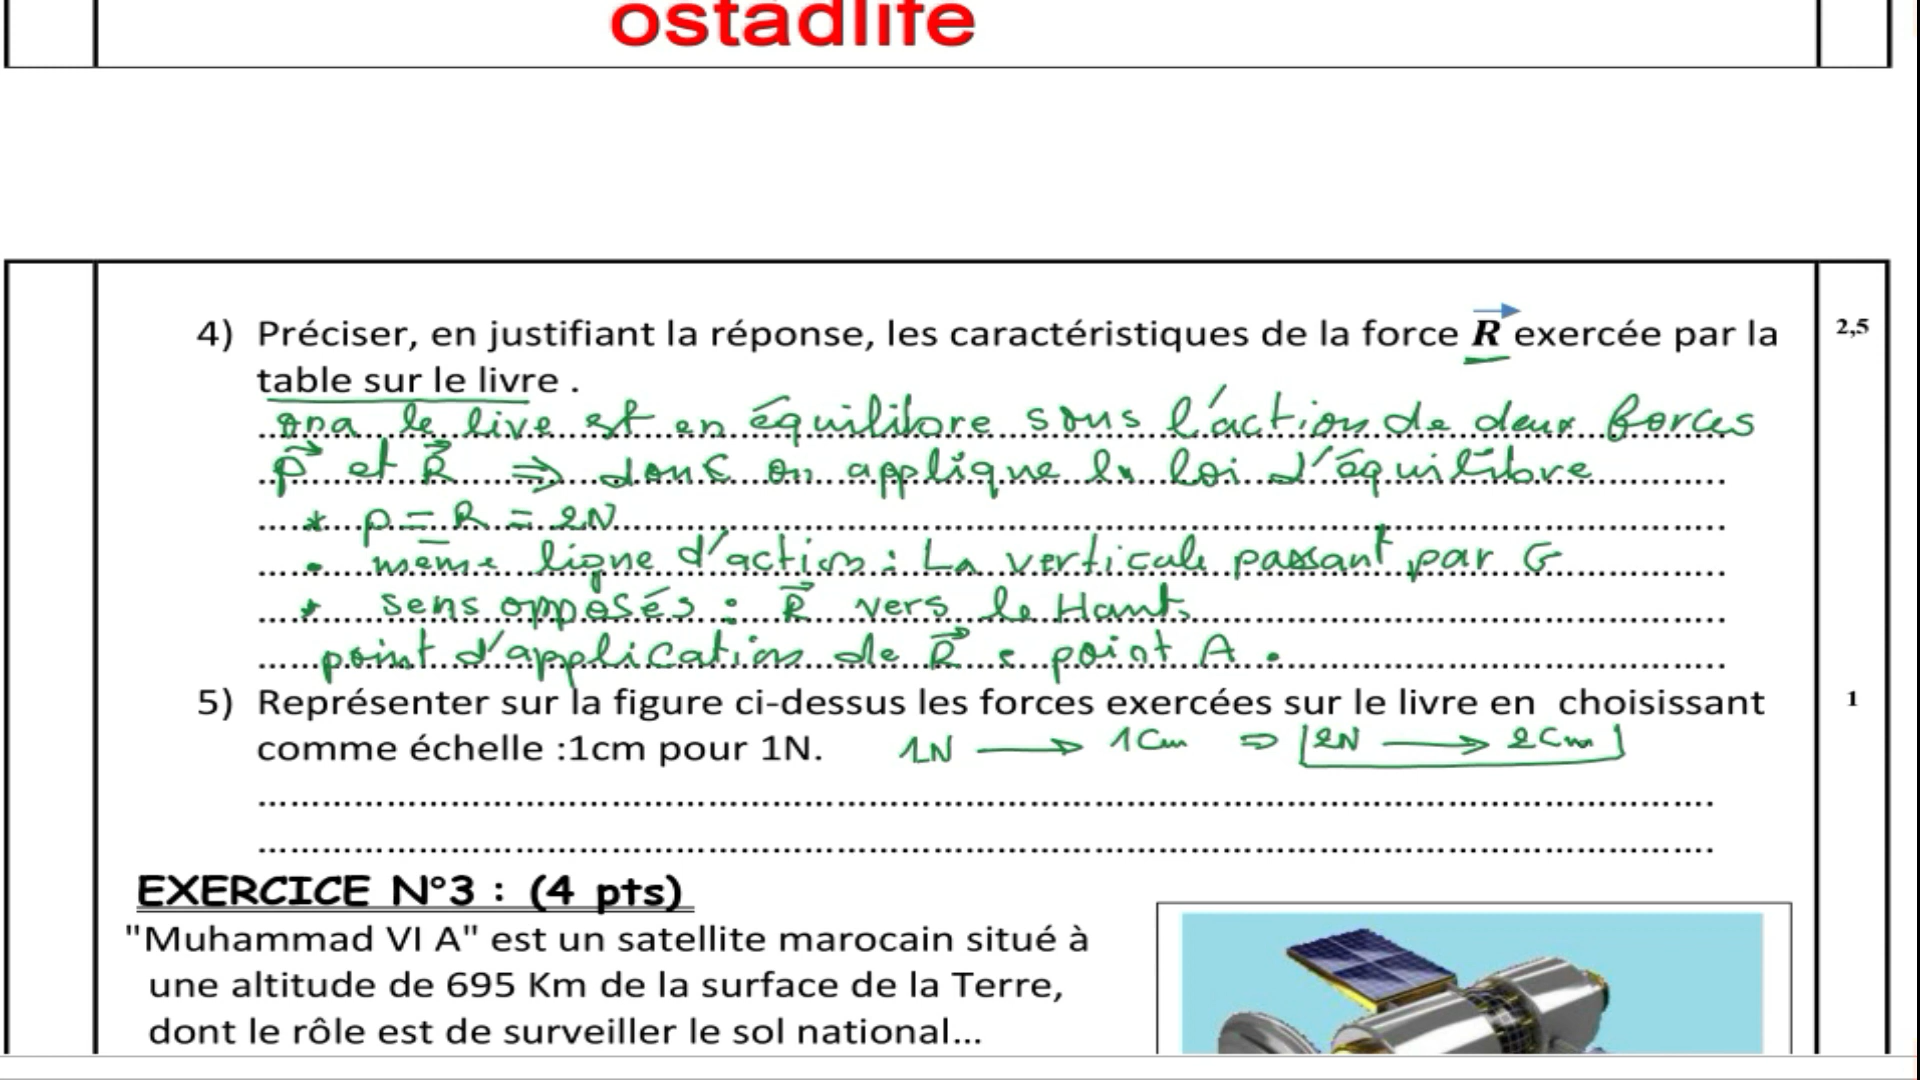 ostadlife
4) Préciser, en justifiant la réponse, les caractéristiques de la force R exercée par la 2,5
table sur le livre .
ona le live est en équilibre sous l'action de deux forces
P et R ⇒ donc on applique la loi d'équilibre
* P = R = 2N
• même ligne d'action : La verticale passant par G
* sens opposés : R vers le Haut.
point d'application de R : point A .
5) Représenter sur la figure ci-dessus les forces exercées sur le livre en choisissant 1
comme échelle :1cm pour 1N. 1N → 1Cm ⇒ 2N → 2Cm
EXERCICE N°3 : (4 pts)
"Muhammad VI A" est un satellite marocain situé à
une altitude de 695 Km de la surface de la Terre,
dont le rôle est de surveiller le sol national...